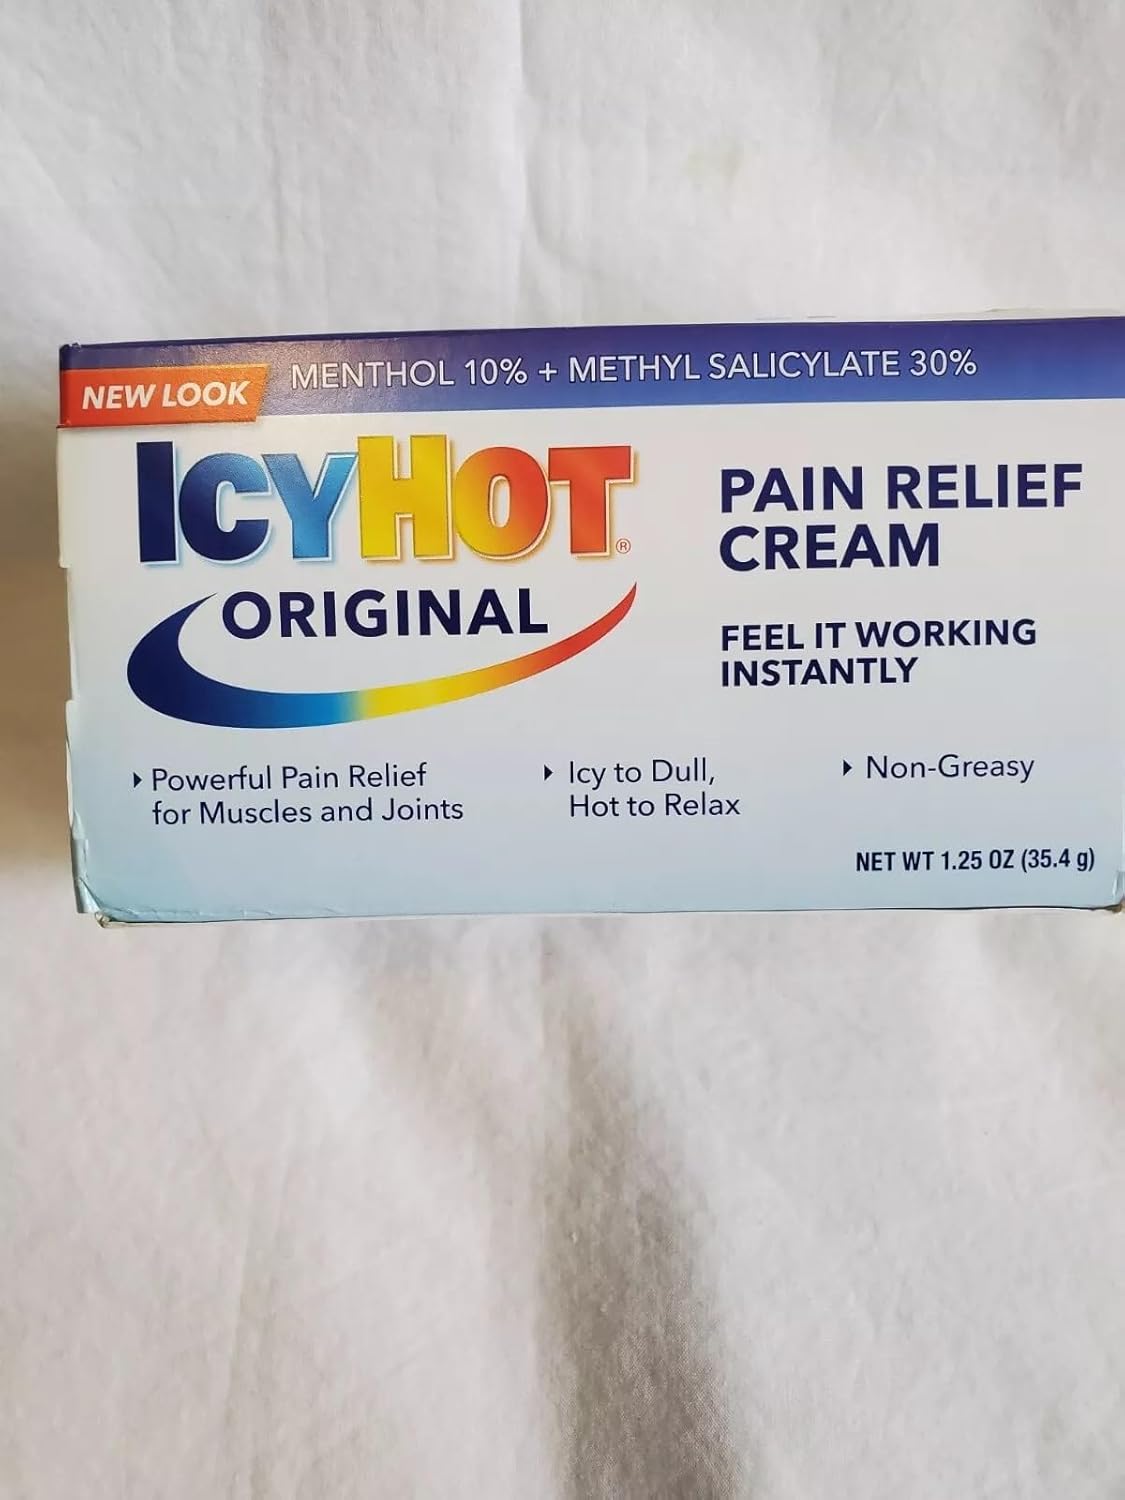 NEW LOOK
MENTHOL 10% + METHYL SALICYLATE 30%
ICYHOT®
ORIGINAL
PAIN RELIEF
CREAM
FEEL IT WORKING
INSTANTLY
Powerful Pain Relief
for Muscles and Joints
Icy to Dull,
Hot to Relax
Non-Greasy
NET WT 1.25 OZ (35.4 g)